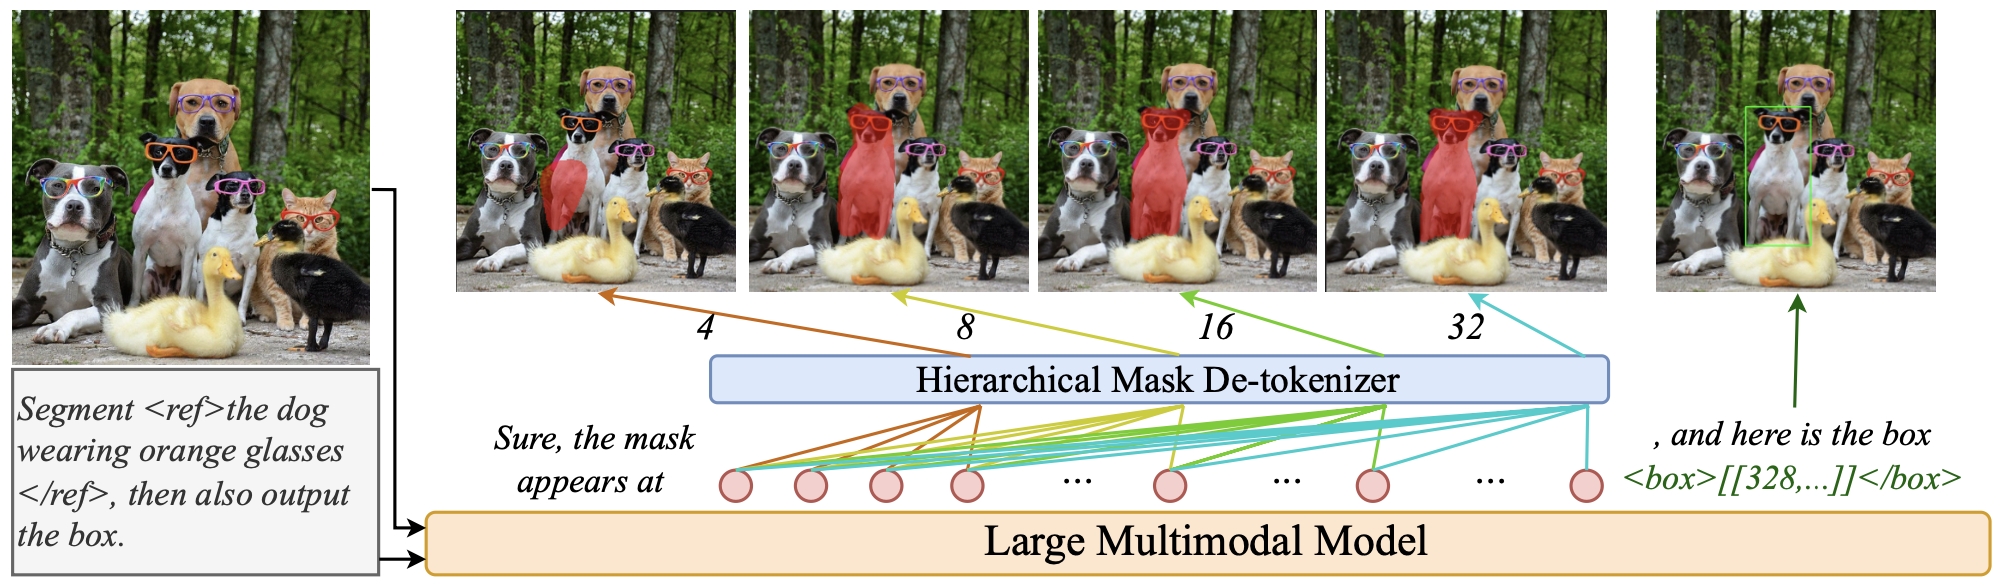 Segment <ref>the dog
wearing orange glasses
</ref>, then also output
the box.
4
8
16
32
Hierarchical Mask De-tokenizer
Sure, the mask
appears at
...
...
...
, and here is the box
<box>[[328,...]]</box>
Large Multimodal Model